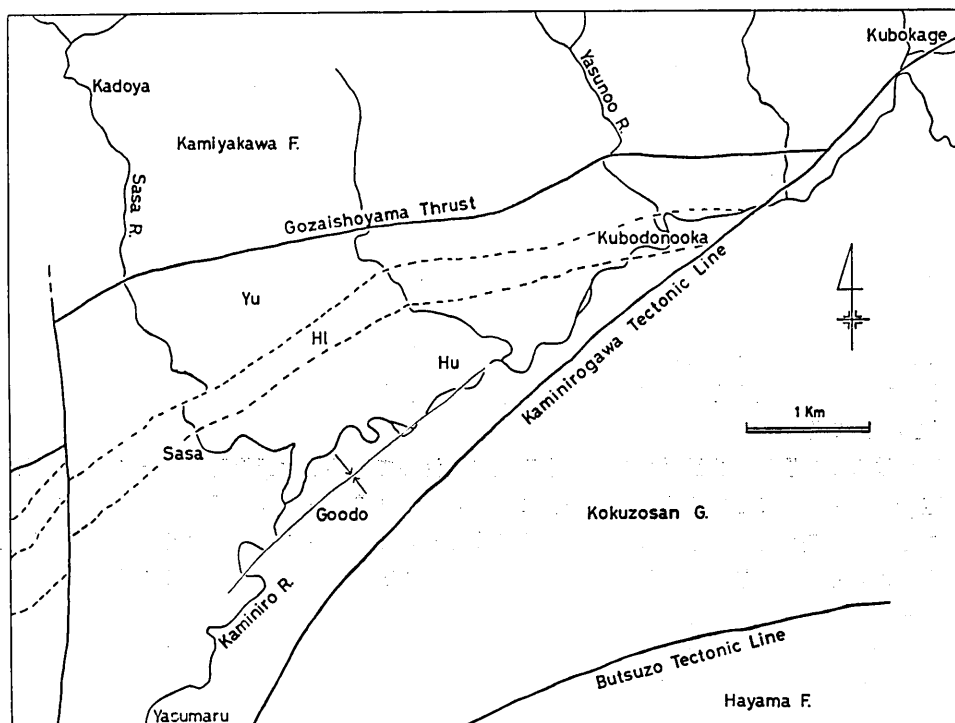 Kubokage
Kadoya
Yasunoo R.
Kamiyakawa F.
Sasa R.
Gozaishoyama Thrust
Kubodonooka
Yu
Hl
Hu
Kaminirogawa Tectonic Line
1 Km
Sasa
Goodo
Kokuzosan G.
Kaminiro R.
Butsuzo Tectonic Line
Yasumaru
Hayama F.